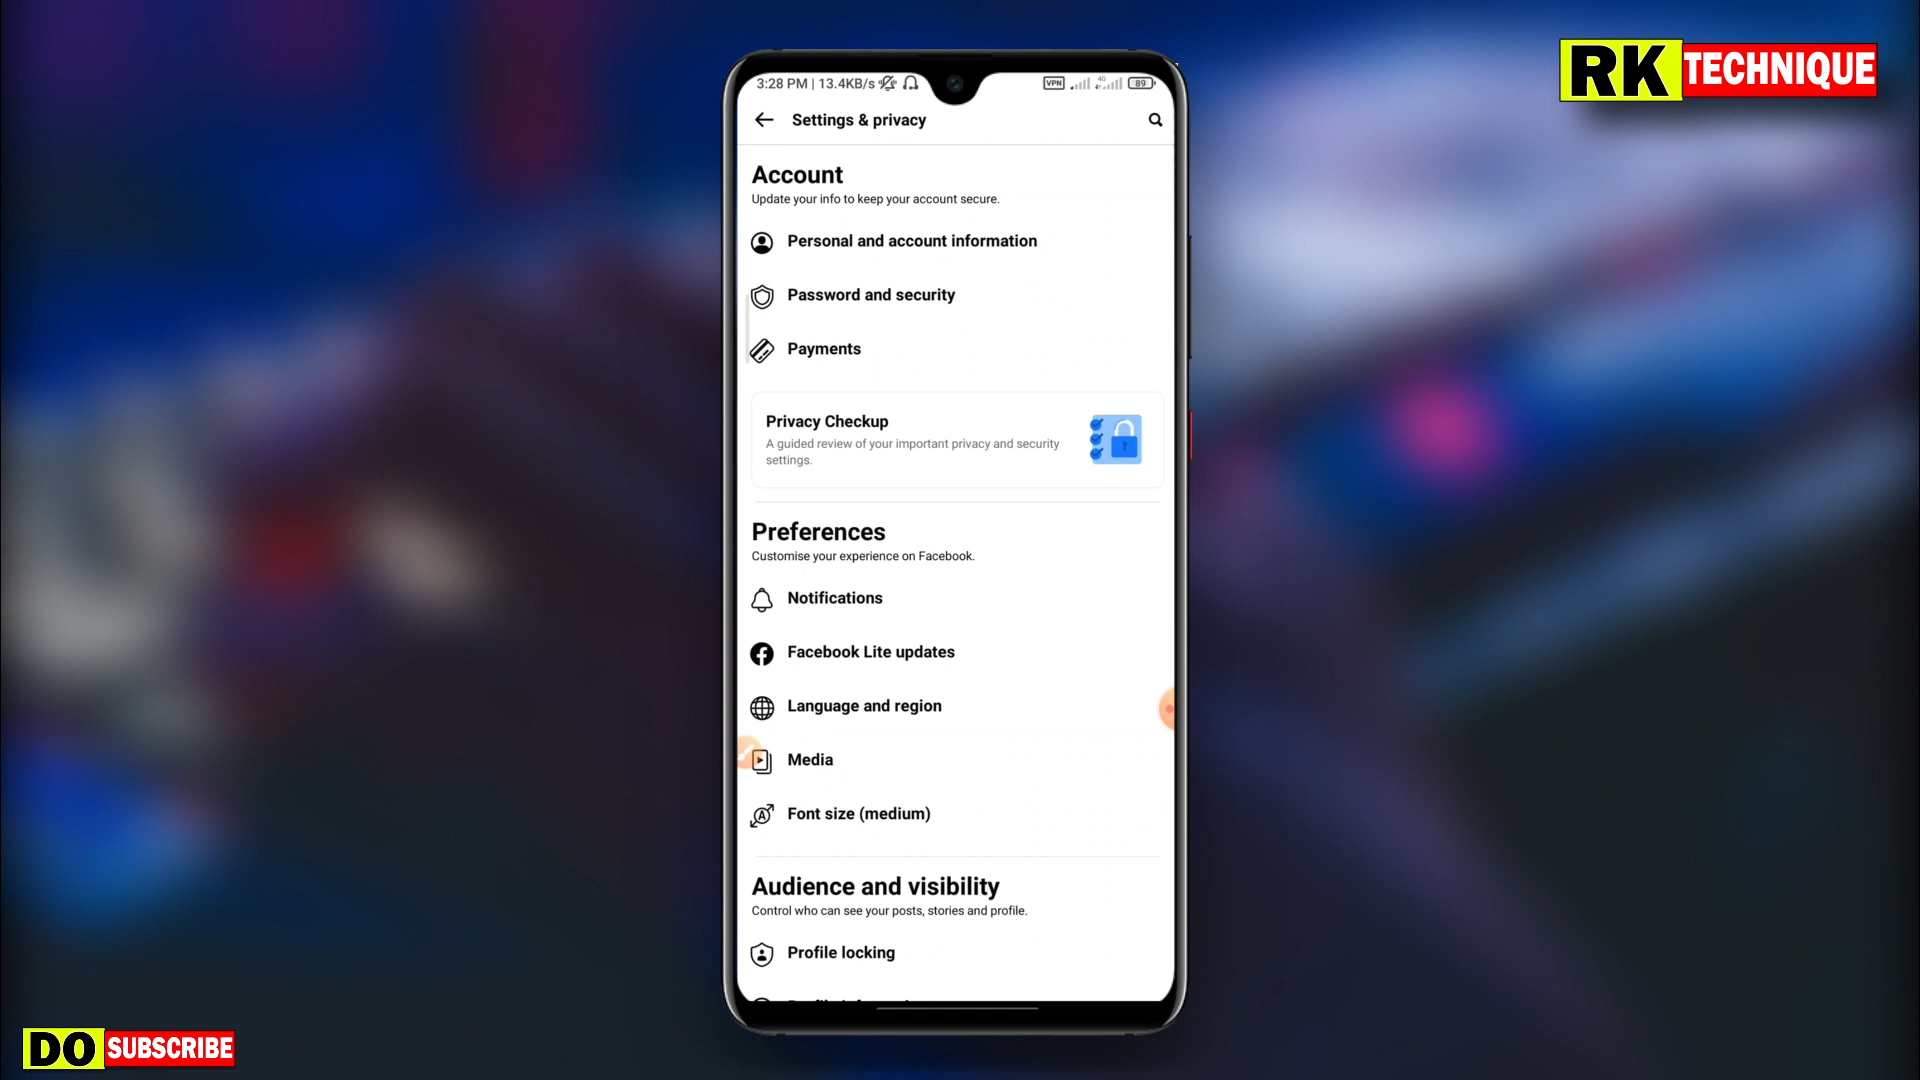 RK TECHNIQUE
3:28 PM | 13.4KB/s VPN 4G 89
Settings & privacy
Account
Update your info to keep your account secure.
Personal and account information
Password and security
Payments
Privacy Checkup
A guided review of your important privacy and security
settings.
Preferences
Customise your experience on Facebook.
Notifications
Facebook Lite updates
Language and region
Media
Font size (medium)
Audience and visibility
Control who can see your posts, stories and profile.
Profile locking
DO SUBSCRIBE